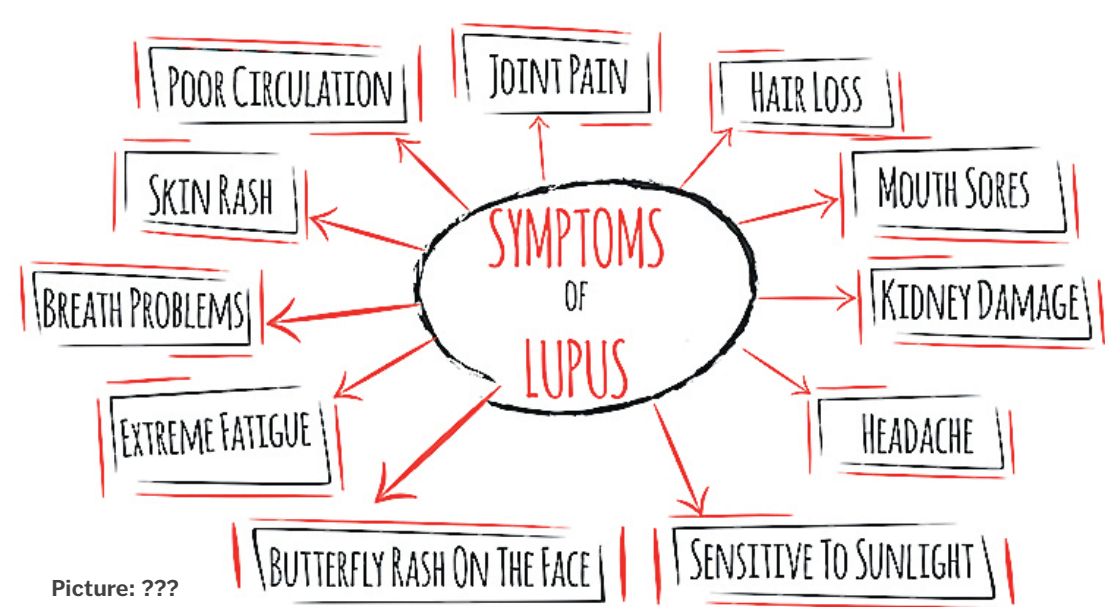 POOR CIRCULATION
JOINT PAIN
HAIR LOSS
SKIN RASH
MOUTH SORES
SYMPTOMS
OF
LUPUS
BREATH PROBLEMS
KIDNEY DAMAGE
EXTREME FATIGUE
HEADACHE
BUTTERFLY RASH ON THE FACE
SENSITIVE TO SUNLIGHT
Picture: ???